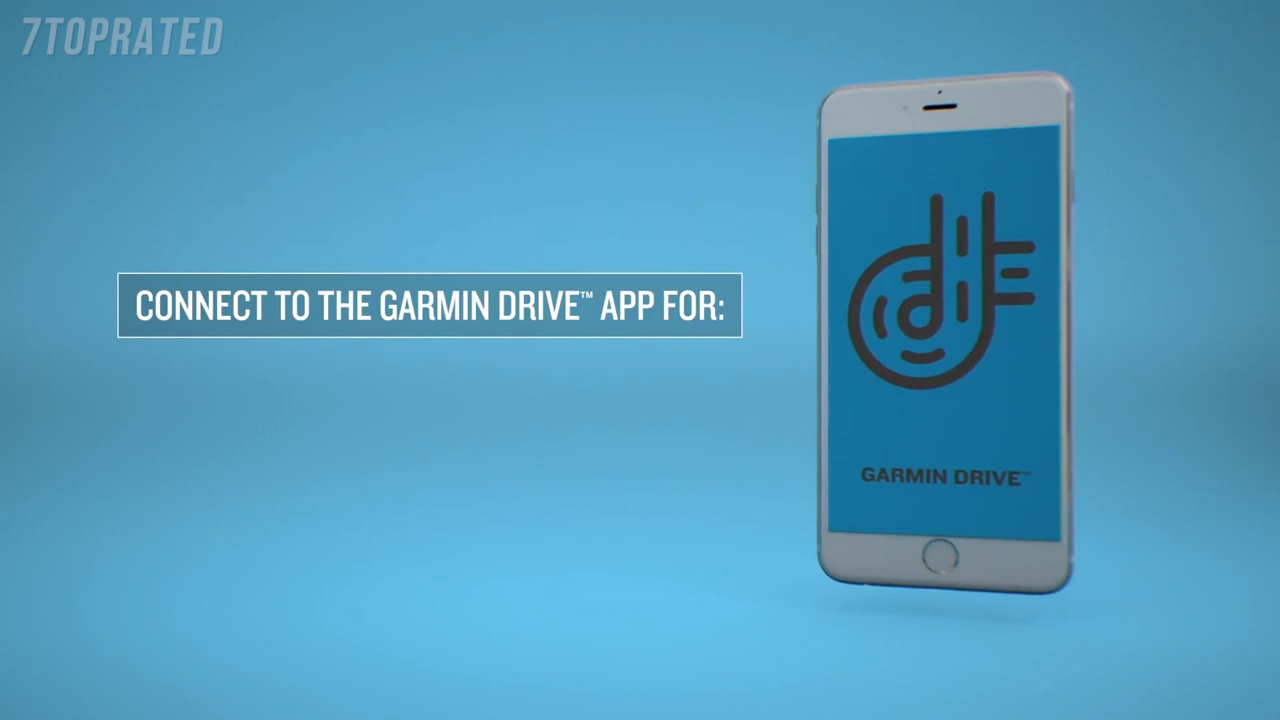 7TOPRATED
CONNECT TO THE GARMIN DRIVE™ APP FOR:
GARMIN DRIVE™